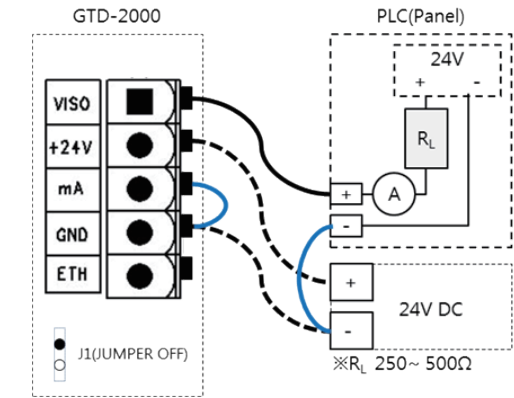 GTD-2000
PLC(Panel)
24V
+ -
VISO
+24V
mA
GND
ETH
RL
+ A
-
+
24V DC
-
J1(JUMPER OFF)
※RL 250~ 500Ω